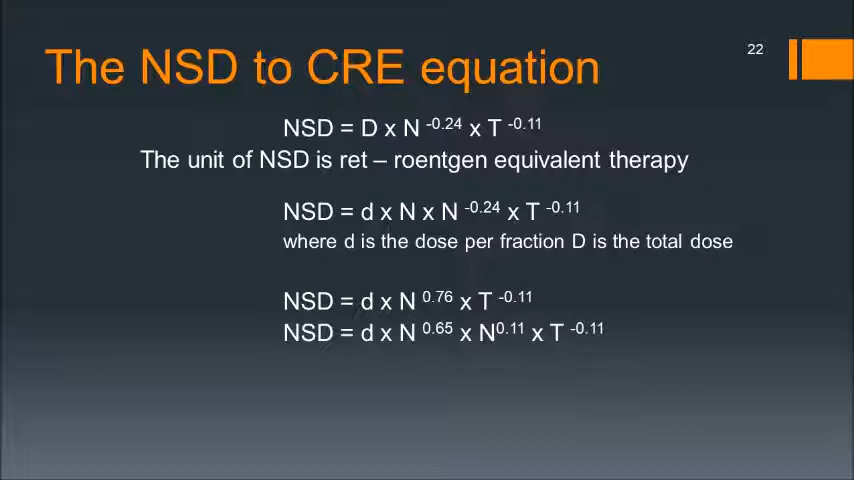 22
The NSD to CRE equation
NSD = D x N ⁻⁰·²⁴ x T ⁻⁰·¹¹
The unit of NSD is ret – roentgen equivalent therapy
NSD = d x N x N ⁻⁰·²⁴ x T ⁻⁰·¹¹
where d is the dose per fraction D is the total dose
NSD = d x N ⁰·⁷⁶ x T ⁻⁰·¹¹
NSD = d x N ⁰·⁶⁵ x N⁰·¹¹ x T ⁻⁰·¹¹